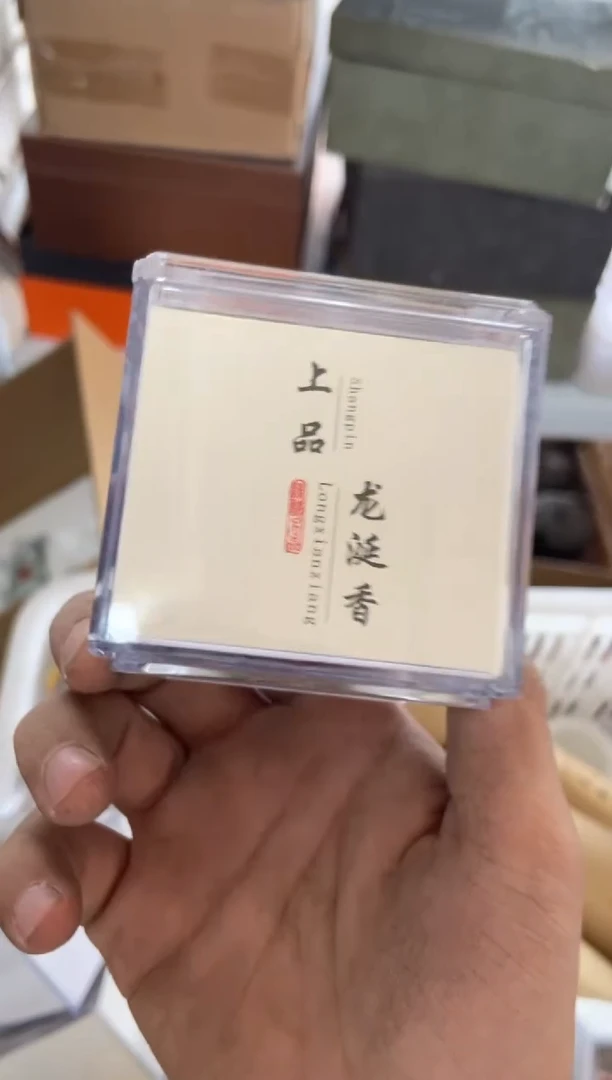 上品
shangpin
龙涎香
Longxianxiang